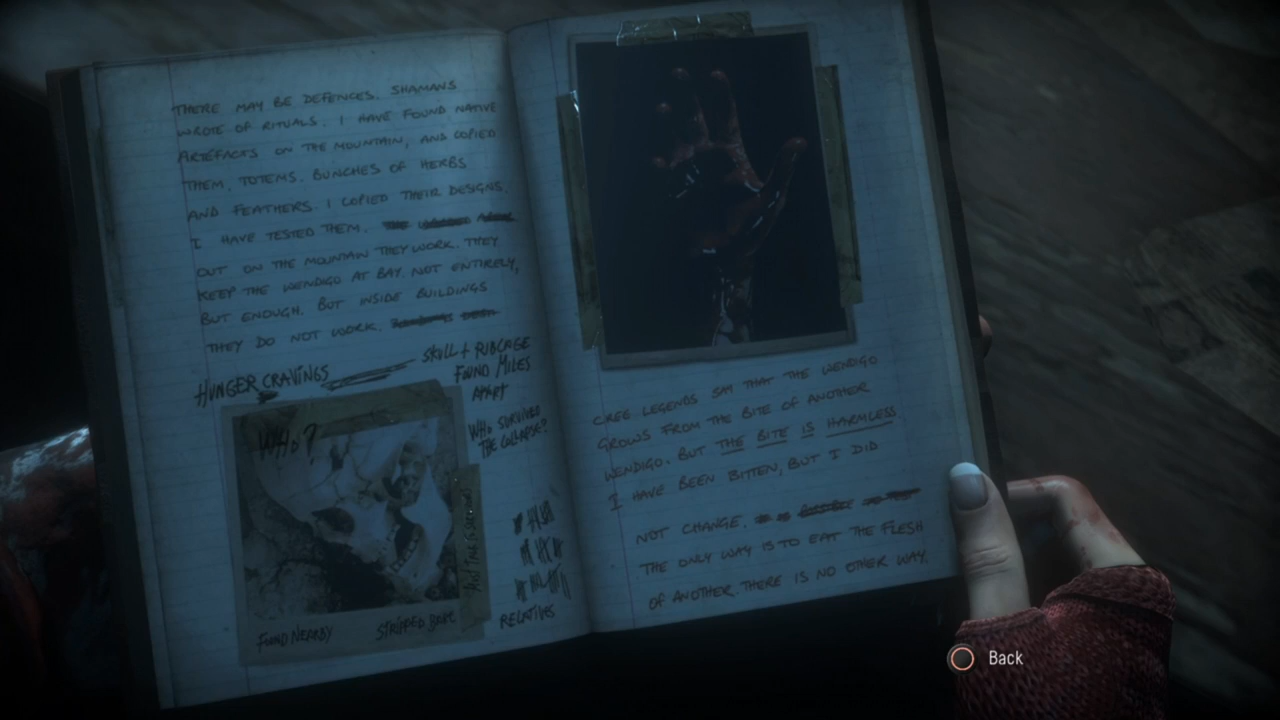 THERE MAY BE DEFENCES. SHAMANS
WROTE OF RITUALS. I HAVE FOUND NATIVE
ARTEFACTS ON THE MOUNTAIN, AND COPIED
THEM, TOTEMS. BUNCHES OF HERBS
AND FEATHERS. I COPIED THEIR DESIGNS.
I HAVE TESTED THEM.
OUT ON THE MOUNTAIN THEY WORK. THEY
KEEP THE WENDIGO AT BAY. NOT ENTIRELY,
BUT ENOUGH. BUT INSIDE BUILDINGS
THEY DO NOT WORK.
HUNGER CRAVINGS
SKULL + RIBCAGE
FOUND MILES
APART
WHO SURVIVED
THE COLLAPSE?
WHO?
FOUND NEARBY
STRIPPED BARE
RELATIVES
CREE LEGENDS SAY THAT THE WENDIGO
GROWS FROM THE BITE OF ANOTHER
WENDIGO. BUT THE BITE IS HARMLESS
I HAVE BEEN BITTEN, BUT I DID
NOT CHANGE.
THE ONLY WAY IS TO EAT THE FLESH
OF ANOTHER. THERE IS NO OTHER WAY.
Back